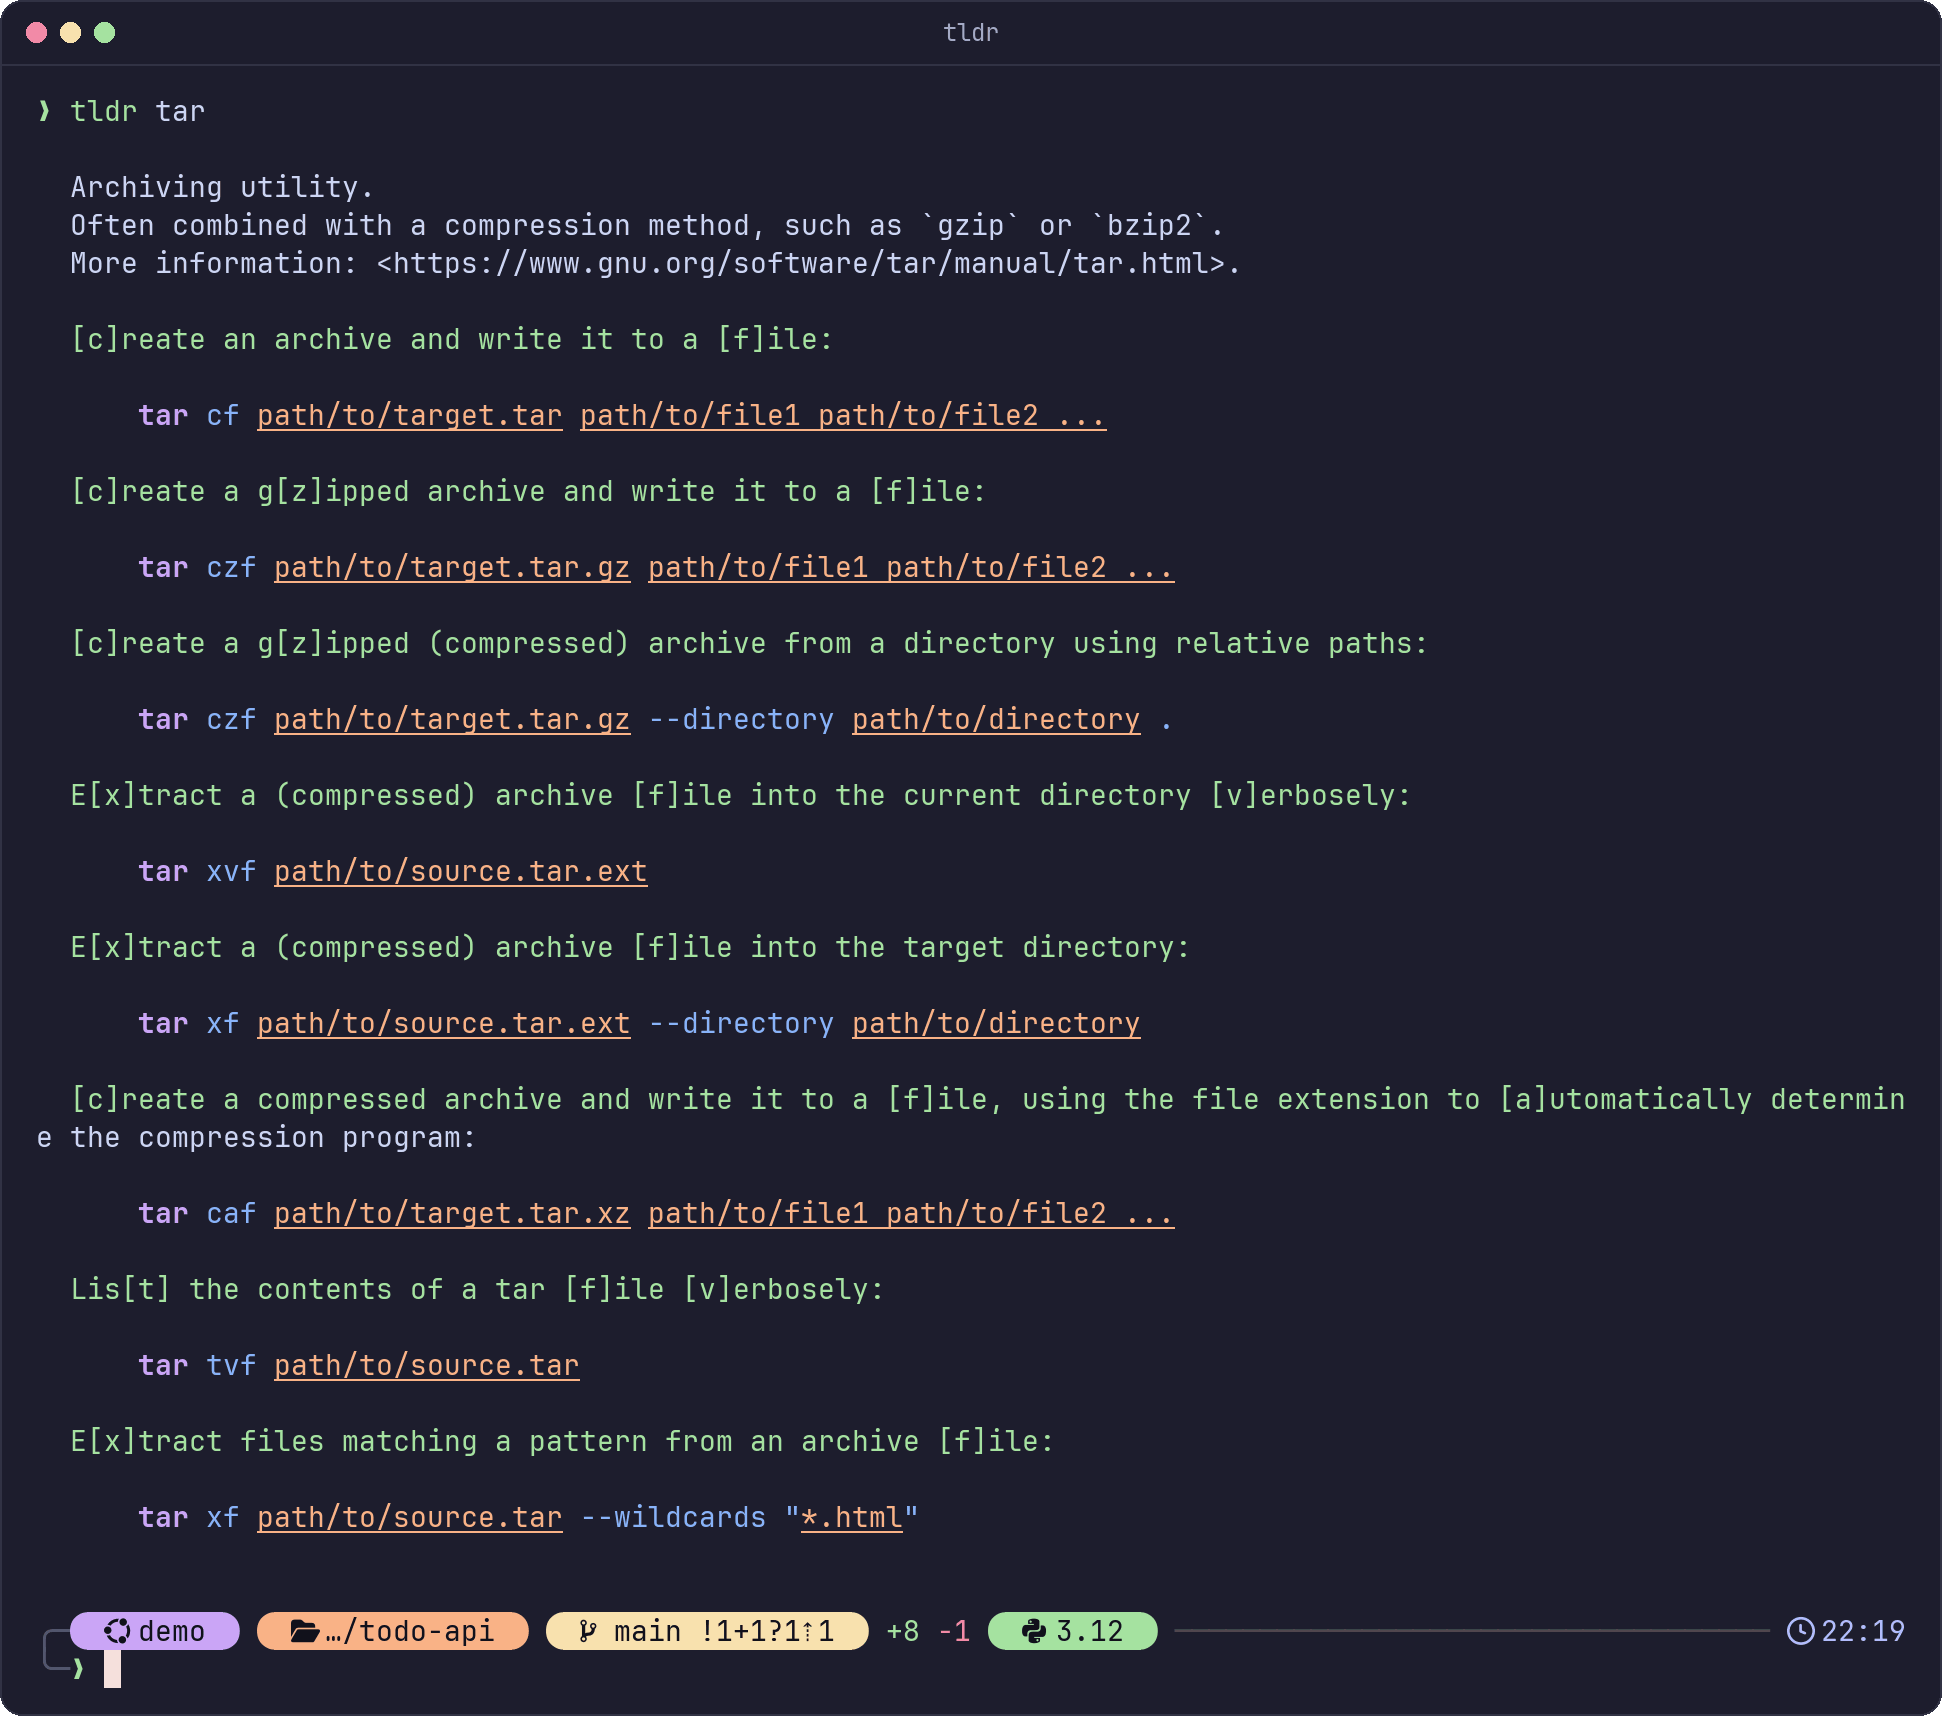 tldr
❯ tldr tar
Archiving utility.
Often combined with a compression method, such as `gzip` or `bzip2`.
More information: <https://www.gnu.org/software/tar/manual/tar.html>.
[c]reate an archive and write it to a [f]ile:
tar cf path/to/target.tar path/to/file1 path/to/file2 ...
[c]reate a g[z]ipped archive and write it to a [f]ile:
tar czf path/to/target.tar.gz path/to/file1 path/to/file2 ...
[c]reate a g[z]ipped (compressed) archive from a directory using relative paths:
tar czf path/to/target.tar.gz --directory path/to/directory .
E[x]tract a (compressed) archive [f]ile into the current directory [v]erbosely:
tar xvf path/to/source.tar.ext
E[x]tract a (compressed) archive [f]ile into the target directory:
tar xf path/to/source.tar.ext --directory path/to/directory
[c]reate a compressed archive and write it to a [f]ile, using the file extension to [a]utomatically determin
e the compression program:
tar caf path/to/target.tar.xz path/to/file1 path/to/file2 ...
Lis[t] the contents of a tar [f]ile [v]erbosely:
tar tvf path/to/source.tar
E[x]tract files matching a pattern from an archive [f]ile:
tar xf path/to/source.tar --wildcards "*.html"
demo …/todo-api main !1+1?1⇡1 +8 -1 3.12 22:19
❯